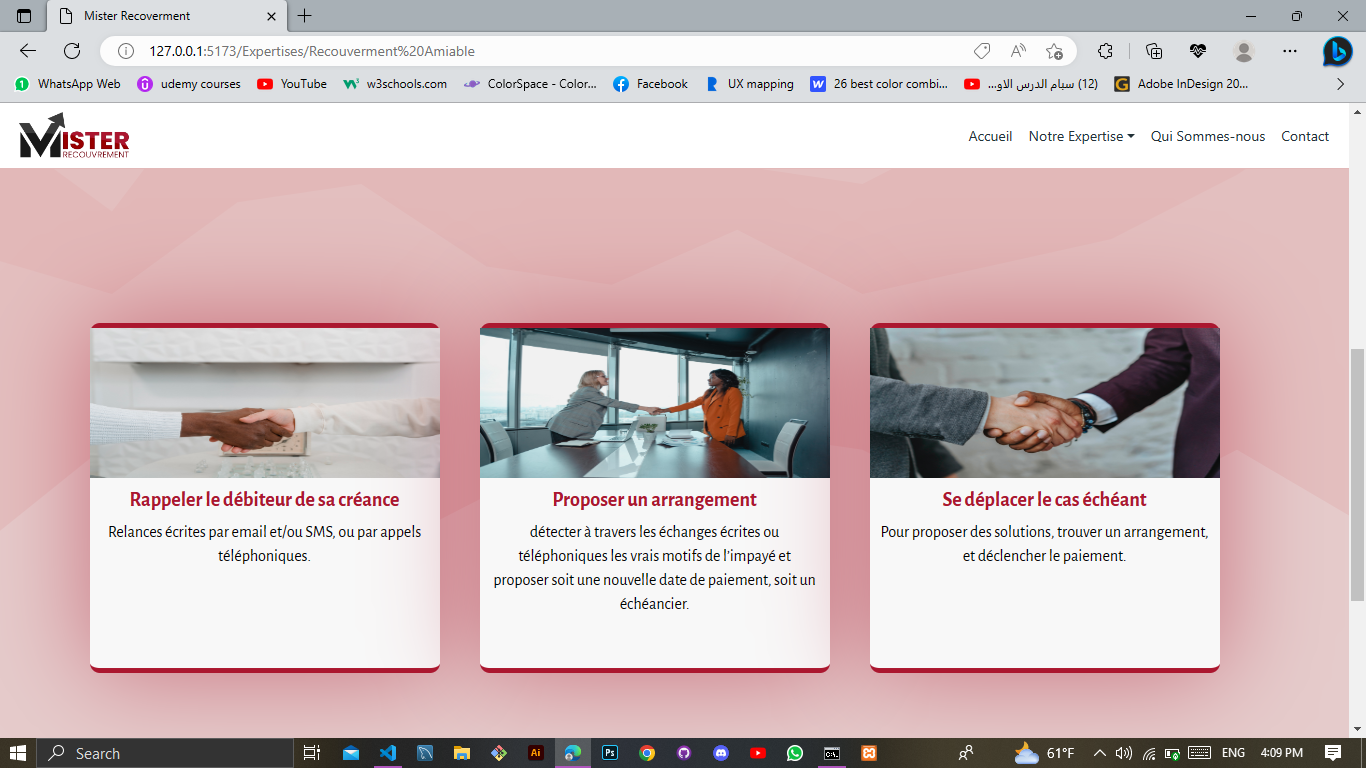 Mister Recoverment
127.0.0.1:5173/Expertises/Recouverment%20Amiable
WhatsApp Web
udemy courses
YouTube
w3schools.com
ColorSpace - Color...
Facebook
UX mapping
26 best color combi...
(12) سبام الدرس الاو...
Adobe InDesign 20...
MISTER
RECOUVREMENT
Accueil
Notre Expertise
Qui Sommes-nous
Contact
Rappeler le débiteur de sa créance
Relances écrites par email et/ou SMS, ou par appels
téléphoniques.
Proposer un arrangement
détecter à travers les échanges écrites ou
téléphoniques les vrais motifs de l'impayé et
proposer soit une nouvelle date de paiement, soit un
échéancier.
Se déplacer le cas échéant
Pour proposer des solutions, trouver un arrangement,
et déclencher le paiement.
Search
Ai
Ps
61°F
ENG
4:09 PM